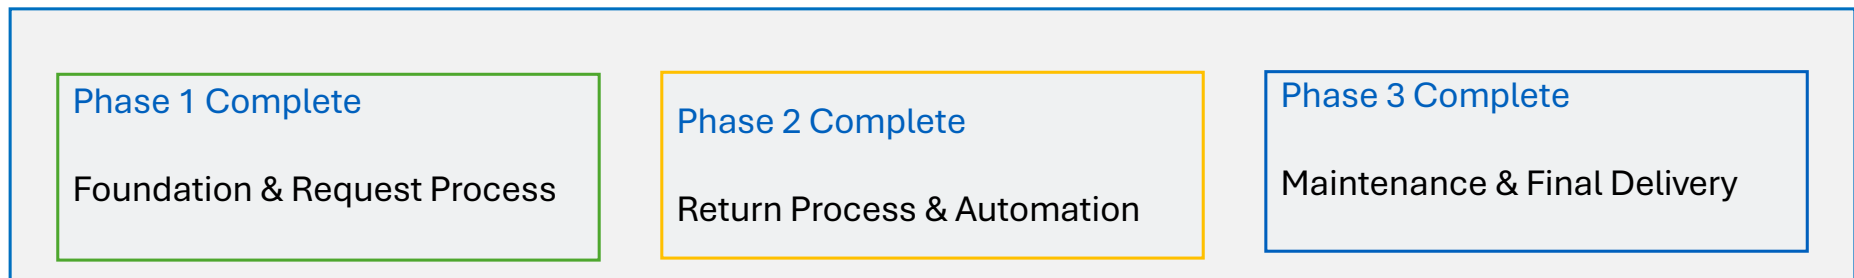 Phase 1 Complete
Foundation & Request Process
Phase 2 Complete
Return Process & Automation
Phase 3 Complete
Maintenance & Final Delivery